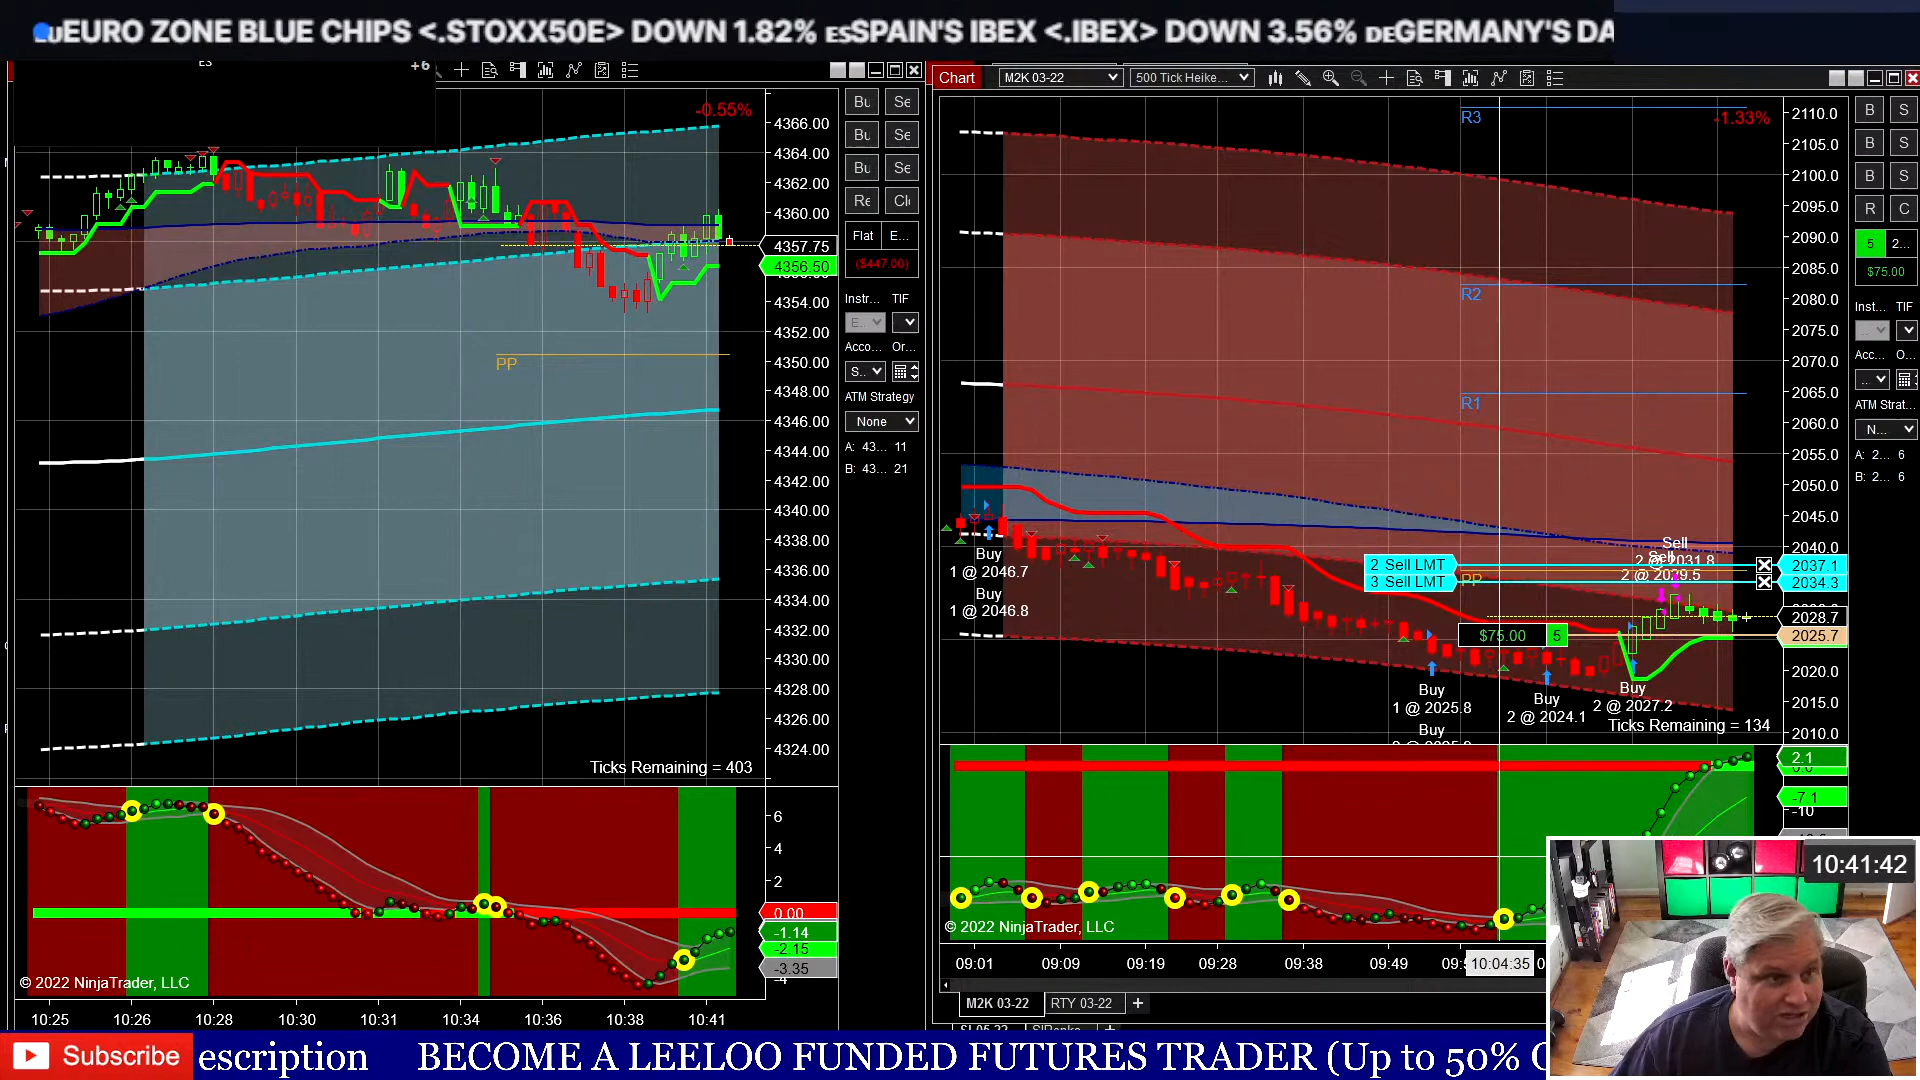 EUEURO ZONE BLUE CHIPS <.STOXX50E> DOWN 1.82% ESSPAIN'S IBEX <.IBEX> DOWN 3.56% DEGERMANY'S DA
ES
+6
-0.55%
4366.00
4364.00
4362.00
4360.00
4357.75
4356.50
4354.00
4352.00
4350.00
4348.00
4346.00
4344.00
4342.00
4340.00
4338.00
4336.00
4334.00
4332.00
4330.00
4328.00
4326.00
4324.00
PP
Ticks Remaining = 403
6
4
2
0.00
-1.14
-2.15
-3.35
-4
© 2022 NinjaTrader, LLC
10:25
10:26
10:28
10:30
10:31
10:34
10:36
10:38
10:41
Bu
Se
Bu
Se
Bu
Se
Re
Cl
Flat
E...
($447.00)
Instr...
TIF
E...
Acco...
Or...
S...
ATM Strategy
None
A: 43... 11
B: 43... 21
Chart
M2K 03-22
500 Tick Heike...
-1.33%
R3
R2
R1
PP
2110.0
2105.0
2100.0
2095.0
2090.0
2085.0
2080.0
2075.0
2070.0
2065.0
2060.0
2055.0
2050.0
2045.0
2040.0
2037.1
2034.3
2028.7
2025.7
2020.0
2015.0
2010.0
2 Sell LMT
3 Sell LMT
$75.00
5
Sell
2 @ 2031.8
Sell
2 @ 2029.5
Buy
1 @ 2046.7
Buy
1 @ 2046.8
Buy
1 @ 2025.8
Buy
Buy
2 @ 2024.1
Buy
2 @ 2027.2
Ticks Remaining = 134
2.1
-7.1
-10
© 2022 NinjaTrader, LLC
09:01
09:09
09:19
09:28
09:38
09:49
10:04:35
M2K 03-22
RTY 03-22
+
B
S
B
S
B
S
R
C
5
2...
$75.00
Inst...
TIF
...
Acc...
O...
...
ATM Strat...
N...
A: 2... 6
B: 2... 6
10:41:42
Subscribe
escription
BECOME A LEELOO FUNDED FUTURES TRADER (Up to 50% O